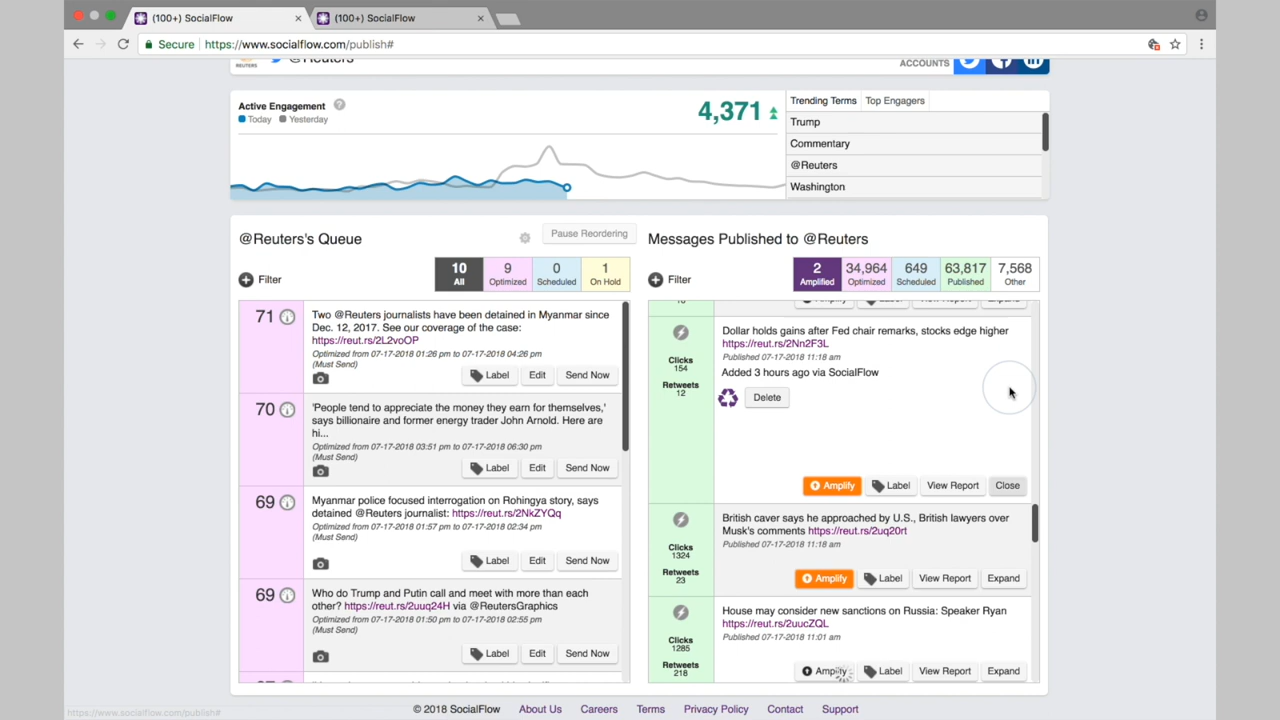 (100+) SocialFlow
(100+) SocialFlow
Secure https://www.socialflow.com/publish#
REUTERS
@Reuters
ACCOUNTS
Active Engagement ?
Today Yesterday
4,371
Trending Terms Top Engagers
Trump
Commentary
@Reuters
Washington
@Reuters's Queue
Pause Reordering
Filter
10 All
9 Optimized
0 Scheduled
1 On Hold
71
Two @Reuters journalists have been detained in Myanmar since
Dec. 12, 2017. See our coverage of the case:
https://reut.rs/2L2voOP
Optimized from 07-17-2018 01:26 pm to 07-17-2018 04:26 pm
(Must Send)
Label Edit Send Now
70
'People tend to appreciate the money they earn for themselves,'
says billionaire and former energy trader John Arnold. Here are
hi...
Optimized from 07-17-2018 03:51 pm to 07-17-2018 06:30 pm
(Must Send)
Label Edit Send Now
69
Myanmar police focused interrogation on Rohingya story, says
detained @Reuters journalist: https://reut.rs/2NkZYQq
Optimized from 07-17-2018 01:57 pm to 07-17-2018 02:34 pm
(Must Send)
Label Edit Send Now
69
Who do Trump and Putin call and meet with more than each
other? https://reut.rs/2uuq24H via @ReutersGraphics
Optimized from 07-17-2018 01:50 pm to 07-17-2018 02:55 pm
(Must Send)
Label Edit Send Now
Messages Published to @Reuters
Filter
2 Amplified
34,964 Optimized
649 Scheduled
63,817 Published
7,568 Other
Clicks
154
Retweets
12
Dollar holds gains after Fed chair remarks, stocks edge higher
https://reut.rs/2Nn2F3L
Published 07-17-2018 11:18 am
Added 3 hours ago via SocialFlow
Delete
Amplify Label View Report Close
Clicks
1324
Retweets
23
British caver says he approached by U.S., British lawyers over
Musk's comments https://reut.rs/2uq20rt
Published 07-17-2018 11:18 am
Amplify Label View Report Expand
Clicks
1285
Retweets
218
House may consider new sanctions on Russia: Speaker Ryan
https://reut.rs/2uucZQL
Published 07-17-2018 11:01 am
Amplify Label View Report Expand
© 2018 SocialFlow About Us Careers Terms Privacy Policy Contact Support
https://www.socialflow.com/publish#